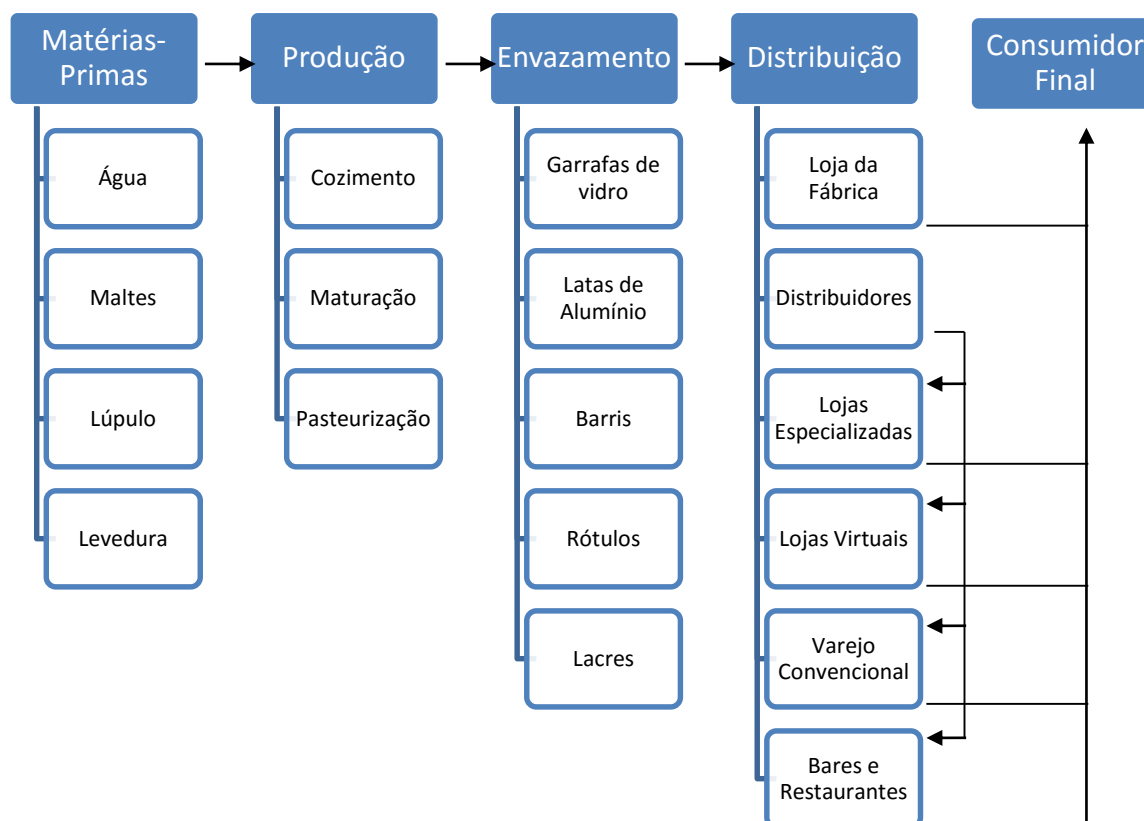 Matérias-
Primas
Produção
Envazamento
Distribuição
Consumidor
Final
Água
Maltes
Lúpulo
Levedura
Cozimento
Maturação
Pasteurização
Garrafas de
vidro
Latas de
Alumínio
Barris
Rótulos
Lacres
Loja da
Fábrica
Distribuidores
Lojas
Especializadas
Lojas Virtuais
Varejo
Convencional
Bares e
Restaurantes